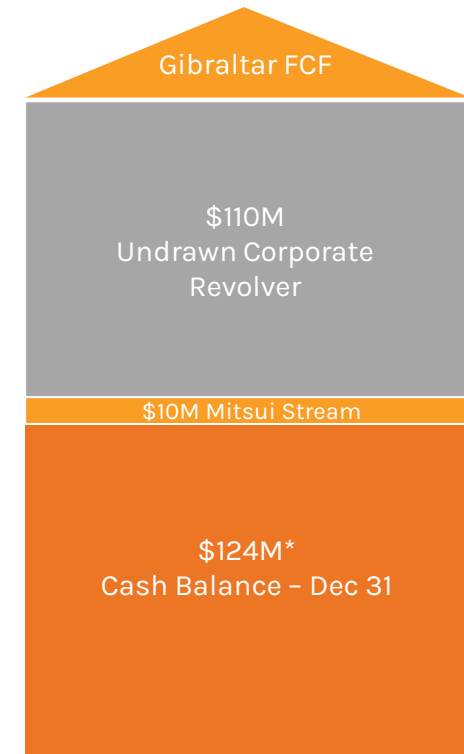 Gibraltar FCF
$110M
Undrawn Corporate
Revolver
$10M Mitsui Stream
$124M*
Cash Balance – Dec 31